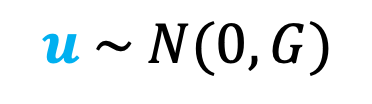 u ~ N(0, G)